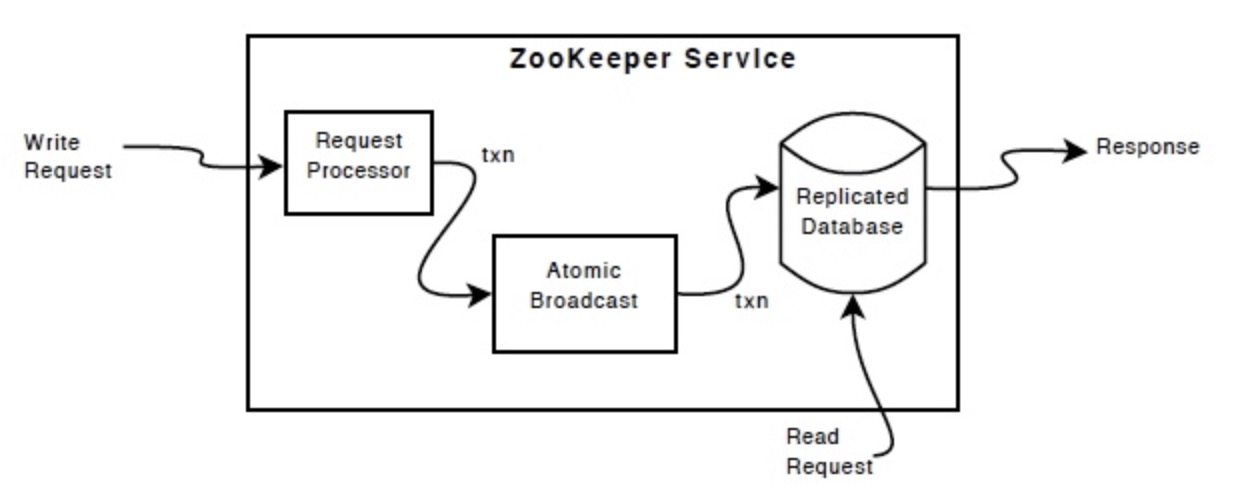 ZooKeeper Service
Write
Request
Request
Processor
txn
Atomic
Broadcast
txn
Replicated
Database
Response
Read
Request